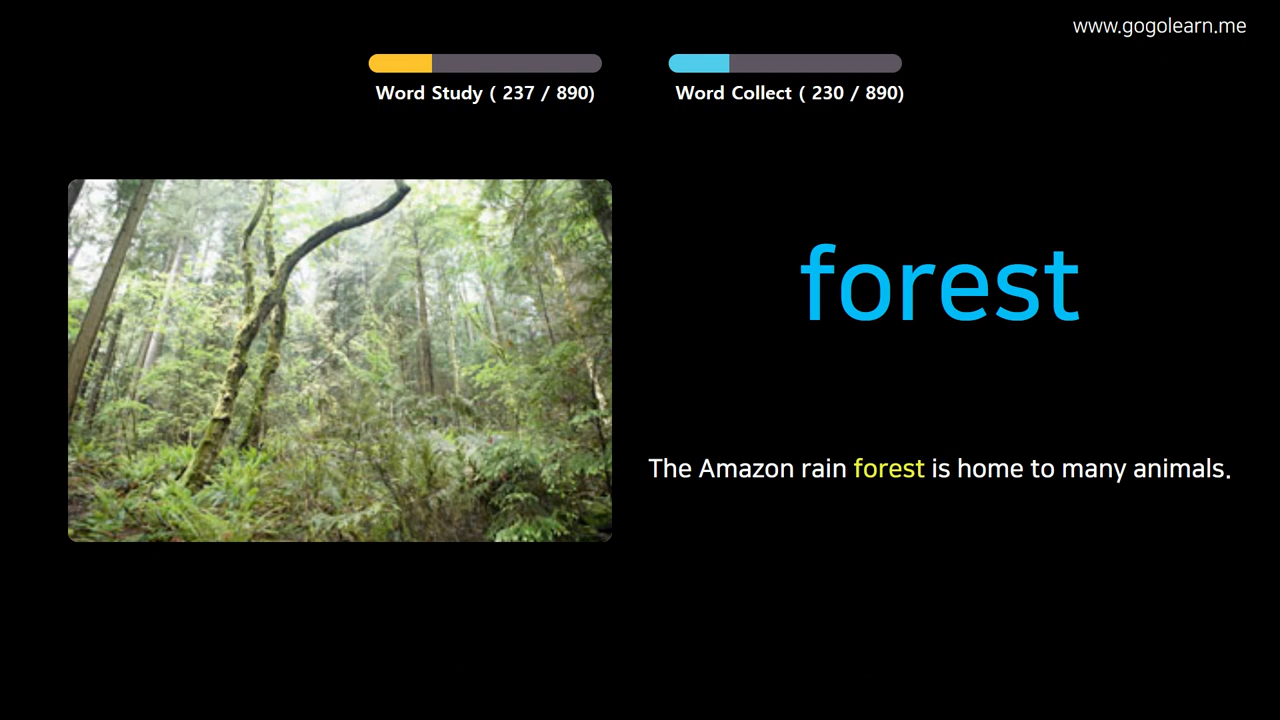 www.gogolearn.me
Word Study ( 237 / 890)
Word Collect ( 230 / 890)
forest
The Amazon rain forest is home to many animals.